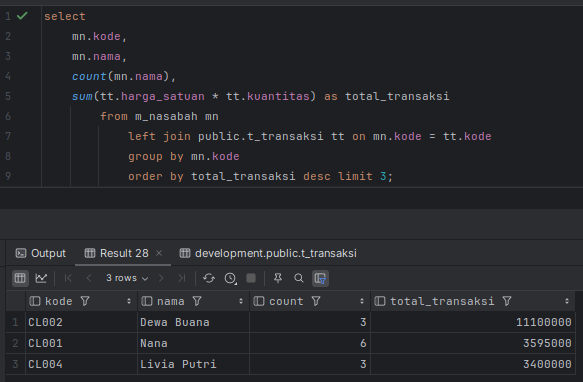 1 select
2 mn.kode,
3 mn.nama,
4 count(mn.nama),
5 sum(tt.harga_satuan * tt.kuantitas) as total_transaksi
6 from m_nasabah mn
7 left join public.t_transaksi tt on mn.kode = tt.kode
8 group by mn.kode
9 order by total_transaksi desc limit 3;
Output Result 28 × development.public.t_transaksi
3 rows
kode nama count total_transaksi
1 CL002 Dewa Buana 3 11100000
2 CL001 Nana 6 3595000
3 CL004 Livia Putri 3 3400000